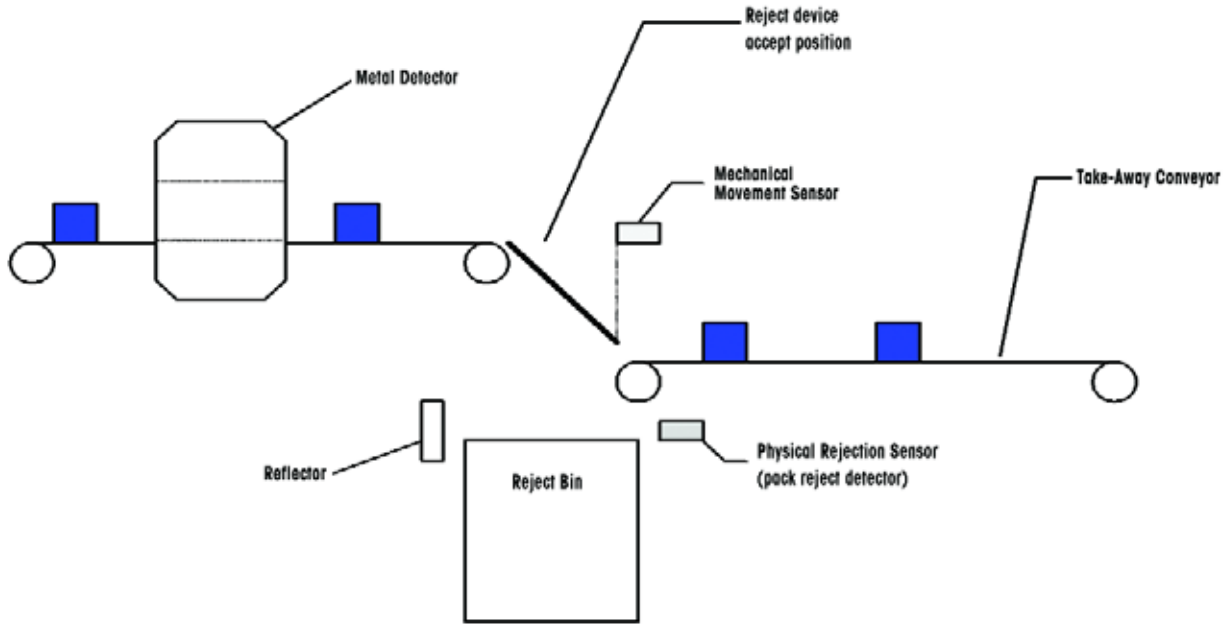 Reject device
accept position
Metal Detector
Mechanical
Movement Sensor
Take-Away Conveyor
Reflector
Reject Bin
Physical Rejection Sensor
(pack reject detector)